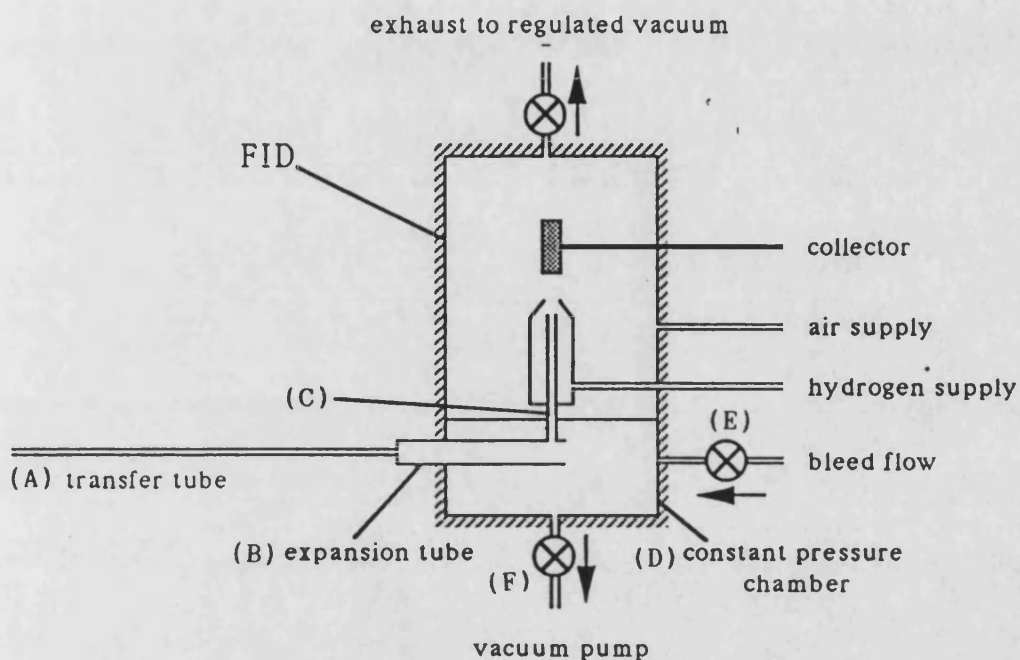 exhaust to regulated vacuum
FID
collector
air supply
hydrogen supply
(C)
(E)
bleed flow
(A) transfer tube
(B) expansion tube
(F)
(D) constant pressure
chamber
vacuum pump